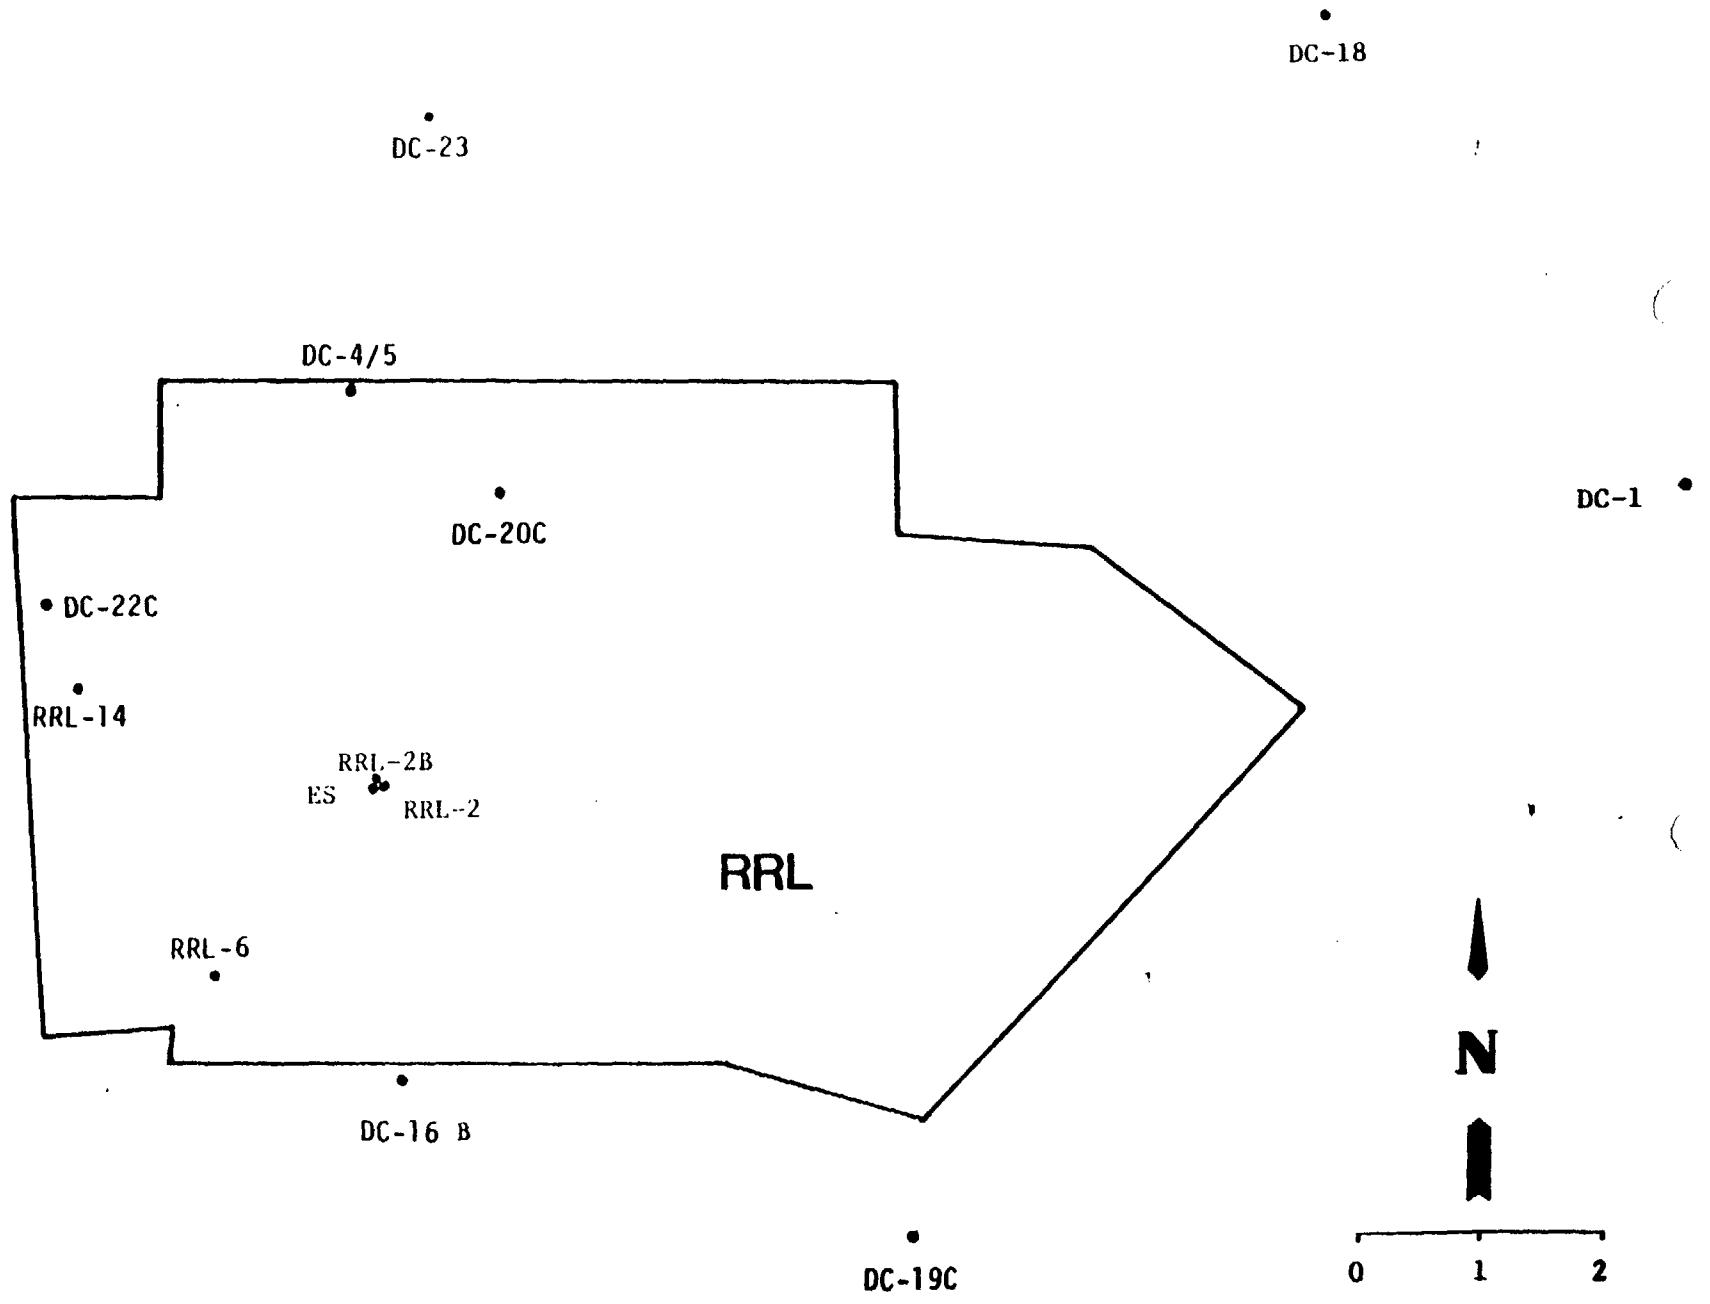 DC-18
DC-23
DC-4/5
DC-1
DC-20C
DC-22C
RRL-14
RRL-2B
ES
RRL-2
RRL
RRL-6
N
DC-16 B
DC-19C
0 1 2